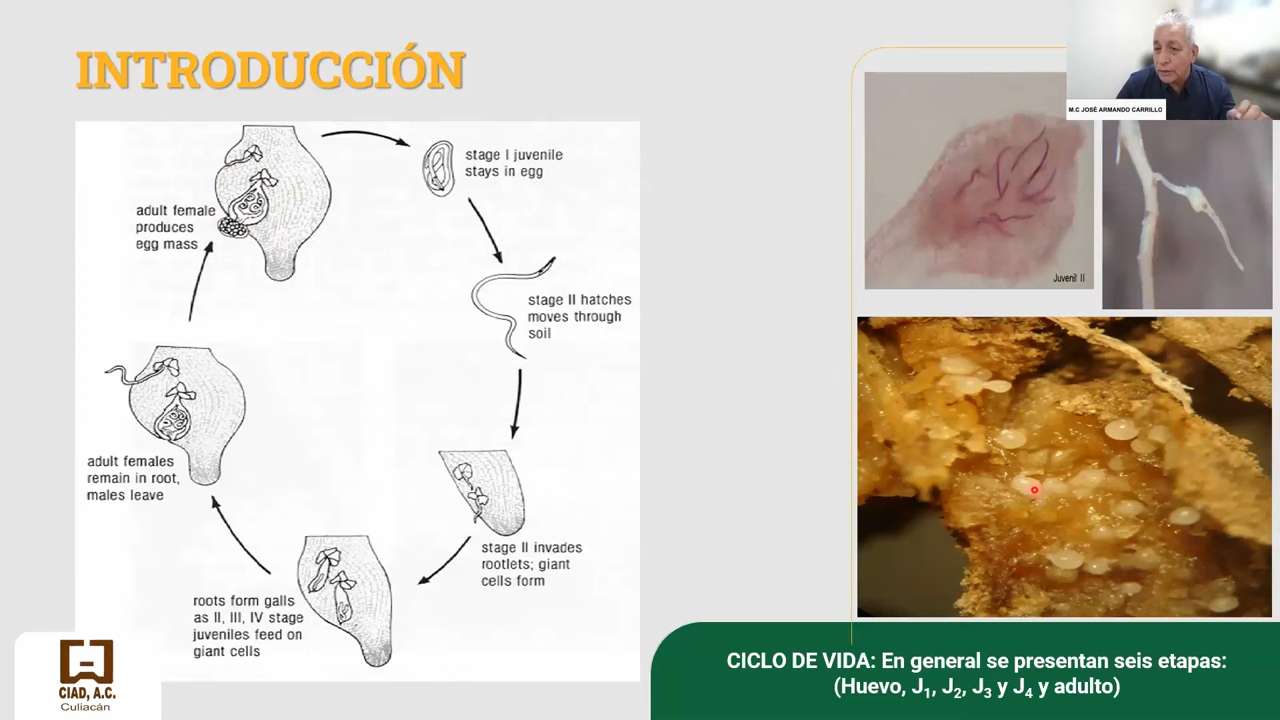 INTRODUCCIÓN
M.C JOSÉ ARMANDO CARRILLO
stage I juvenile
stays in egg
adult female
produces
egg mass
stage II hatches
moves through
soil
adult females
remain in root,
males leave
stage II invades
rootlets; giant
cells form
roots form galls
as II, III, IV stage
juveniles feed on
giant cells
Juvenil II
CIAD, A.C.
Culiacán
CICLO DE VIDA: En general se presentan seis etapas:
(Huevo, J₁, J₂, J₃ y J₄ y adulto)